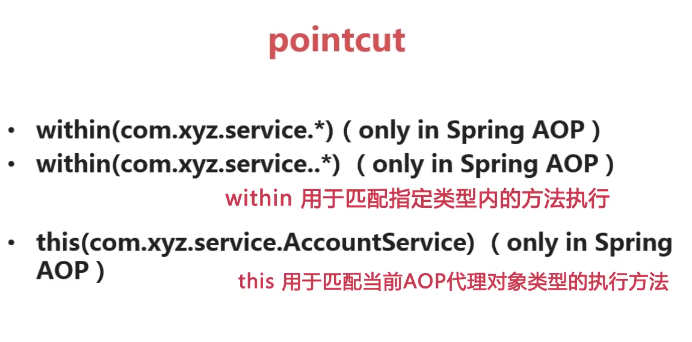 pointcut
• within(com.xyz.service.*) ( only in Spring AOP )
• within(com.xyz.service..*) ( only in Spring AOP )
within 用于匹配指定类型内的方法执行
• this(com.xyz.service.AccountService) ( only in Spring
AOP )
this 用于匹配当前AOP代理对象类型的执行方法